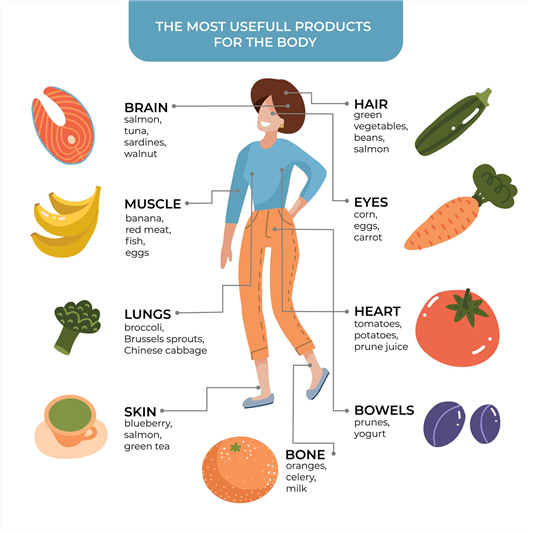 THE MOST USEFULL PRODUCTS
FOR THE BODY
BRAIN
salmon,
tuna,
sardines,
walnut
HAIR
green
vegetables,
beans,
salmon
MUSCLE
banana,
red meat,
fish,
eggs
EYES
corn,
eggs,
carrot
LUNGS
broccoli,
Brussels sprouts,
Chinese cabbage
HEART
tomatoes,
potatoes,
prune juice
SKIN
blueberry,
salmon,
green tea
BOWELS
prunes,
yogurt
BONE
oranges,
celery,
milk